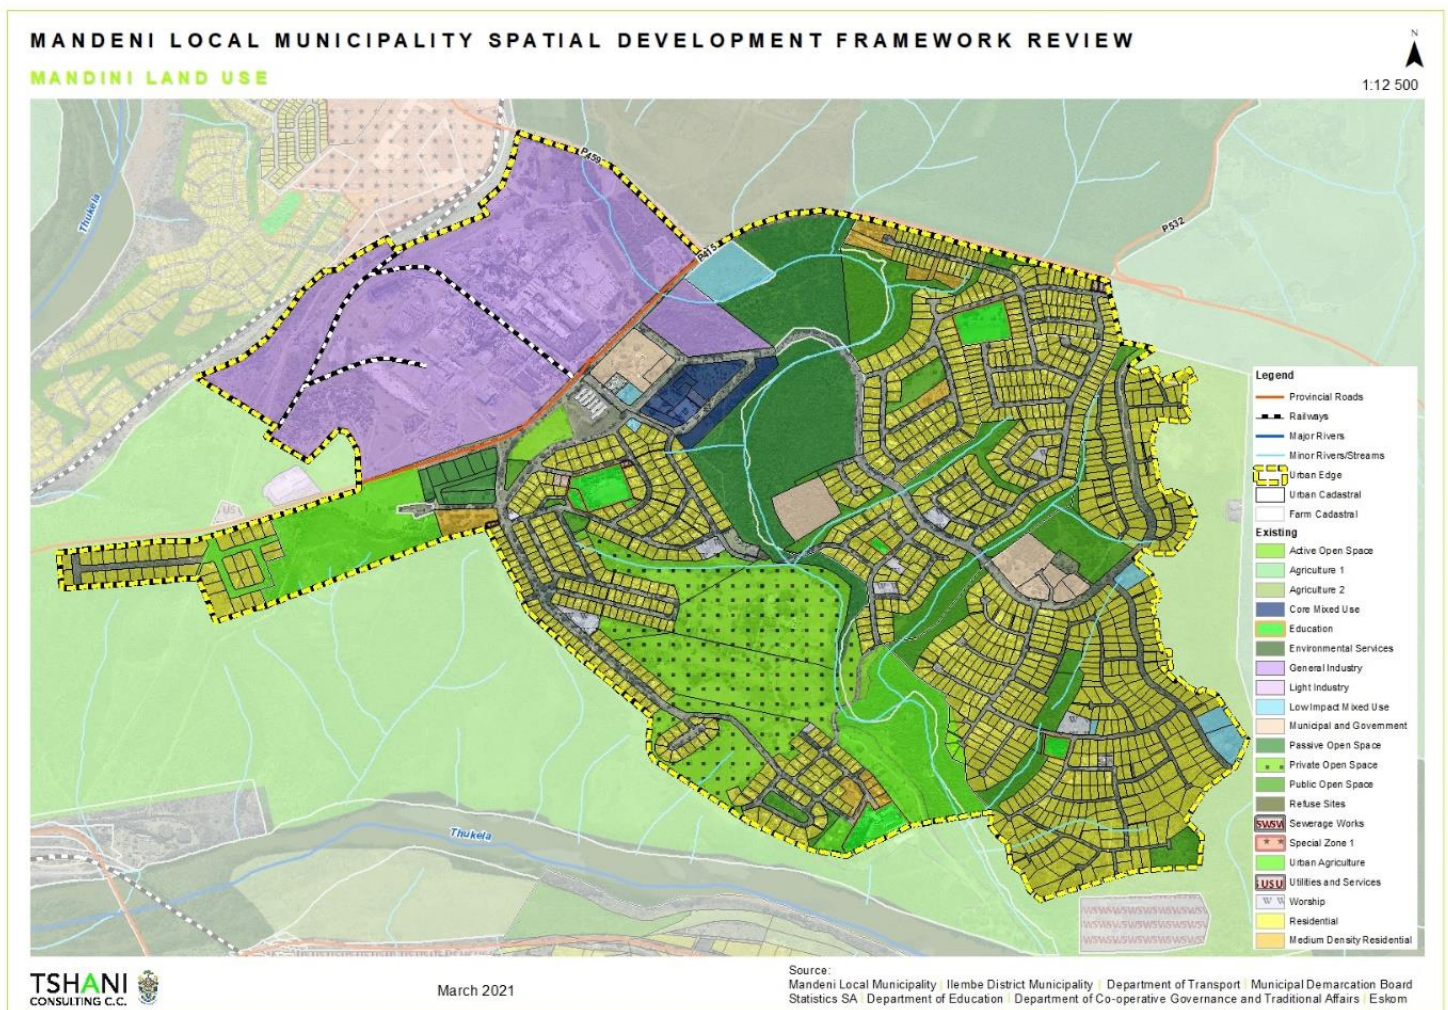 MANDENI LOCAL MUNICIPALITY SPATIAL DEVELOPMENT FRAMEWORK REVIEW
MANDINI LAND USE
N
1:12 500
P459
P415
P532
Thukela
US
Thukela
Legend
Provincial Roads
Railways
Major Rivers
Minor Rivers/Streams
Urban Edge
Urban Cadastral
Farm Cadastral
Existing
Active Open Space
Agriculture 1
Agriculture 2
Core Mixed Use
Education
Environmental Services
General Industry
Light Industry
Low Impact Mixed Use
Municipal and Government
Passive Open Space
Private Open Space
Public Open Space
Refuse Sites
SWSW Sewerage Works
Special Zone 1
Urban Agriculture
USU Utilities and Services
W W Worship
Residential
Medium Density Residential
TSHANI
CONSULTING C.C.
March 2021
Source:
Mandeni Local Municipality | Ilembe District Municipality | Department of Transport | Municipal Demarcation Board
Statistics SA | Department of Education | Department of Co-operative Governance and Traditional Affairs | Eskom